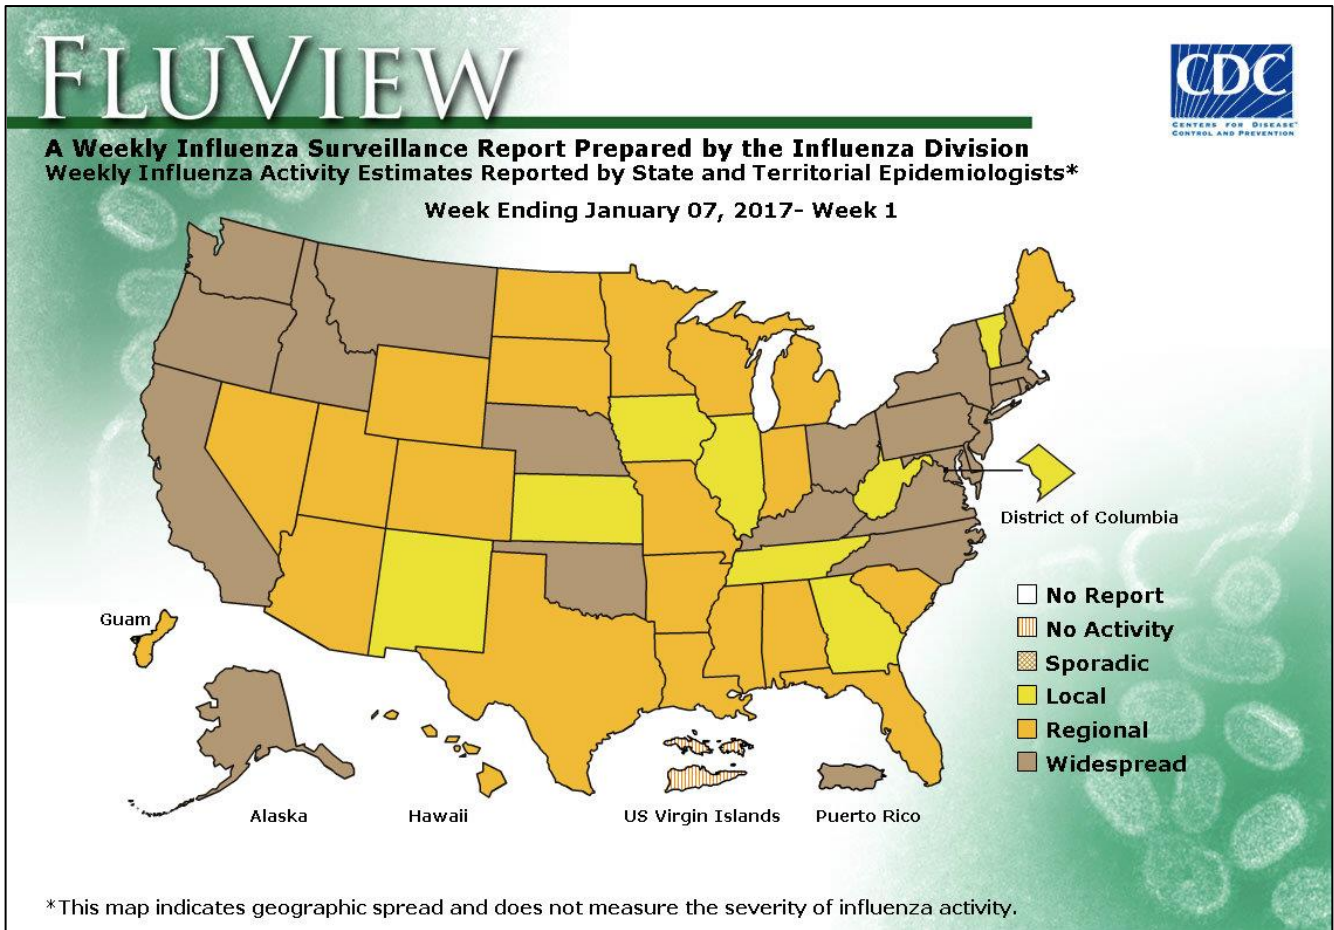 FLUVIEW
CDC
CENTERS FOR DISEASE
CONTROL AND PREVENTION
A Weekly Influenza Surveillance Report Prepared by the Influenza Division
Weekly Influenza Activity Estimates Reported by State and Territorial Epidemiologists*
Week Ending January 07, 2017- Week 1
District of Columbia
No Report
No Activity
Sporadic
Local
Regional
Widespread
Guam
Alaska
Hawaii
US Virgin Islands
Puerto Rico
*This map indicates geographic spread and does not measure the severity of influenza activity.